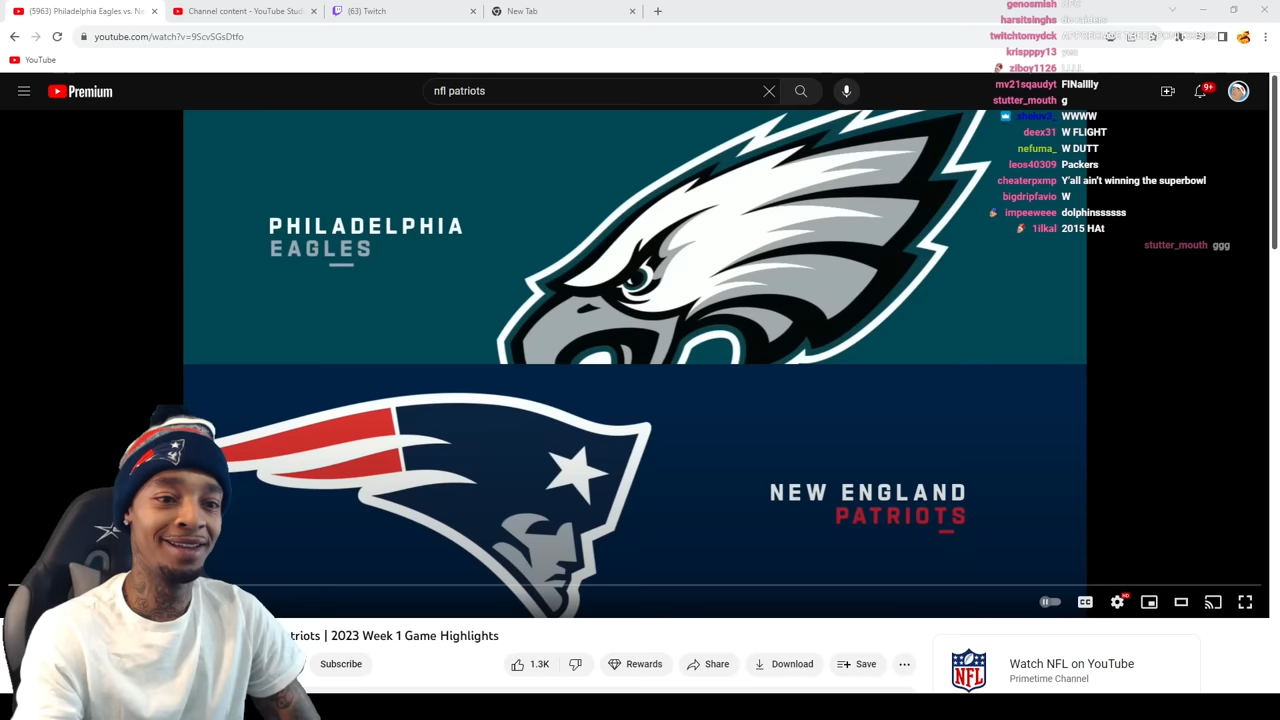 (5963) Philadelphia Eagles vs. Ne
Channel content - YouTube Stud
(63) Twitch
New Tab
youtube.com/watch?v=9ScvSGsDtfo
YouTube
Premium
nfl patriots
9+
genosmish
harsitsinghs
twitchtomydck
krispppy13 yes
ziboy1126
mv21sqaudyt FINallly
stutter_mouth g
sheluv3_ WWWW
deex31 W FLIGHT
nefuma_ W DUTT
leos40309 Packers
cheaterpxmp Y'all ain't winning the superbowl
bigdripfavio W
impeeweee dolphinssssss
1ilkal 2015 HAt
stutter_mouth ggg
PHILADELPHIA
EAGLES
NEW ENGLAND
PATRIOTS
CC
HD
triots | 2023 Week 1 Game Highlights
Subscribe
1.3K
Rewards
Share
Download
Save
NFL
Watch NFL on YouTube
Primetime Channel